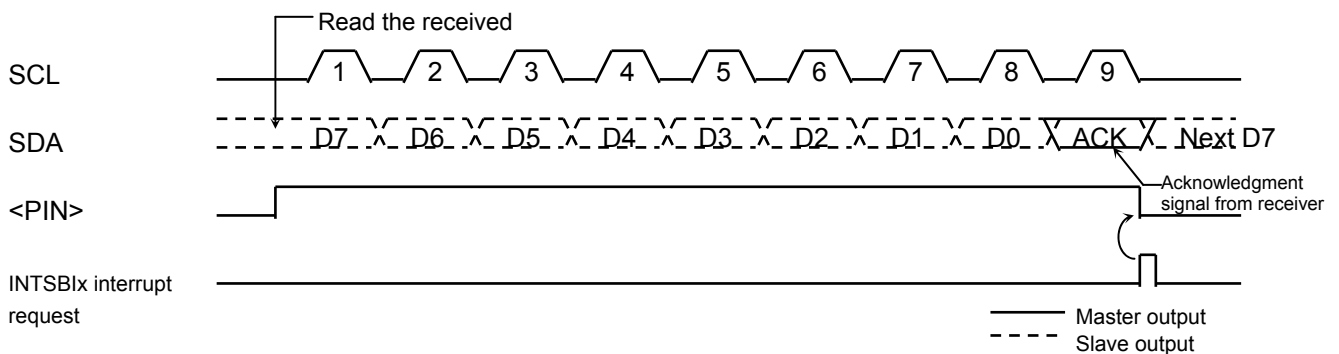 Read the received
SCL 1 2 3 4 5 6 7 8 9
SDA D7 D6 D5 D4 D3 D2 D1 D0 ACK Next D7
Acknowledgment
signal from receiver
<PIN>
INTSBIx interrupt
request
Master output
Slave output